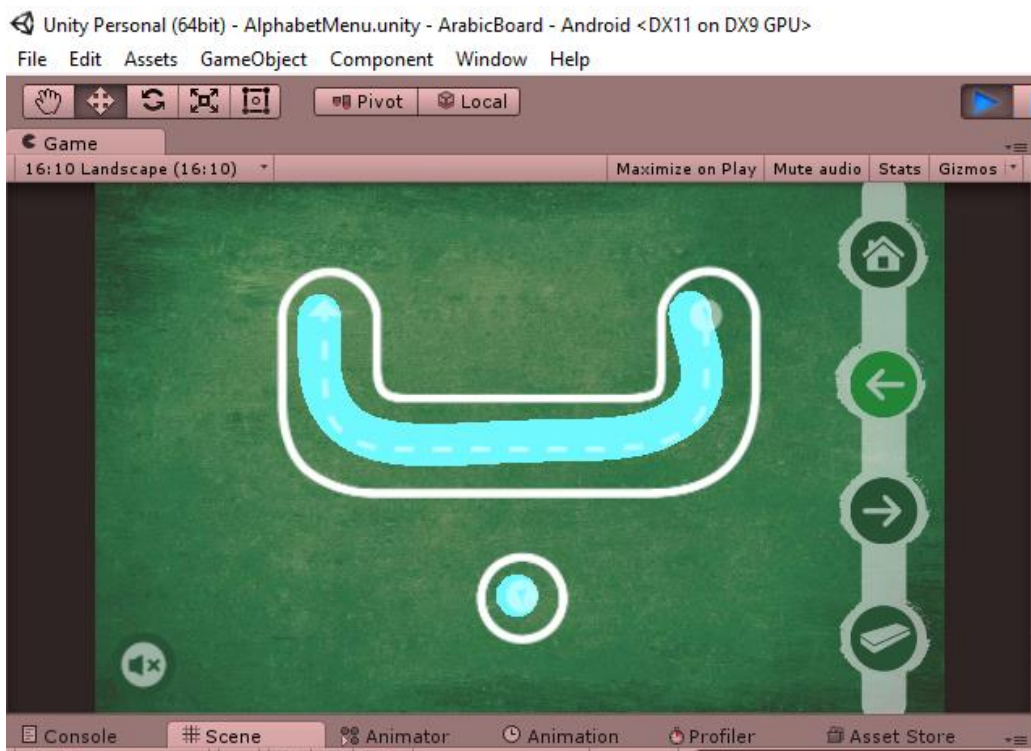 Unity Personal (64bit) - AlphabetMenu.unity - ArabicBoard - Android <DX11 on DX9 GPU>
File Edit Assets GameObject Component Window Help
Pivot Local
Game
16:10 Landscape (16:10) Maximize on Play Mute audio Stats Gizmos
ب
Console Scene Animator Animation Profiler Asset Store